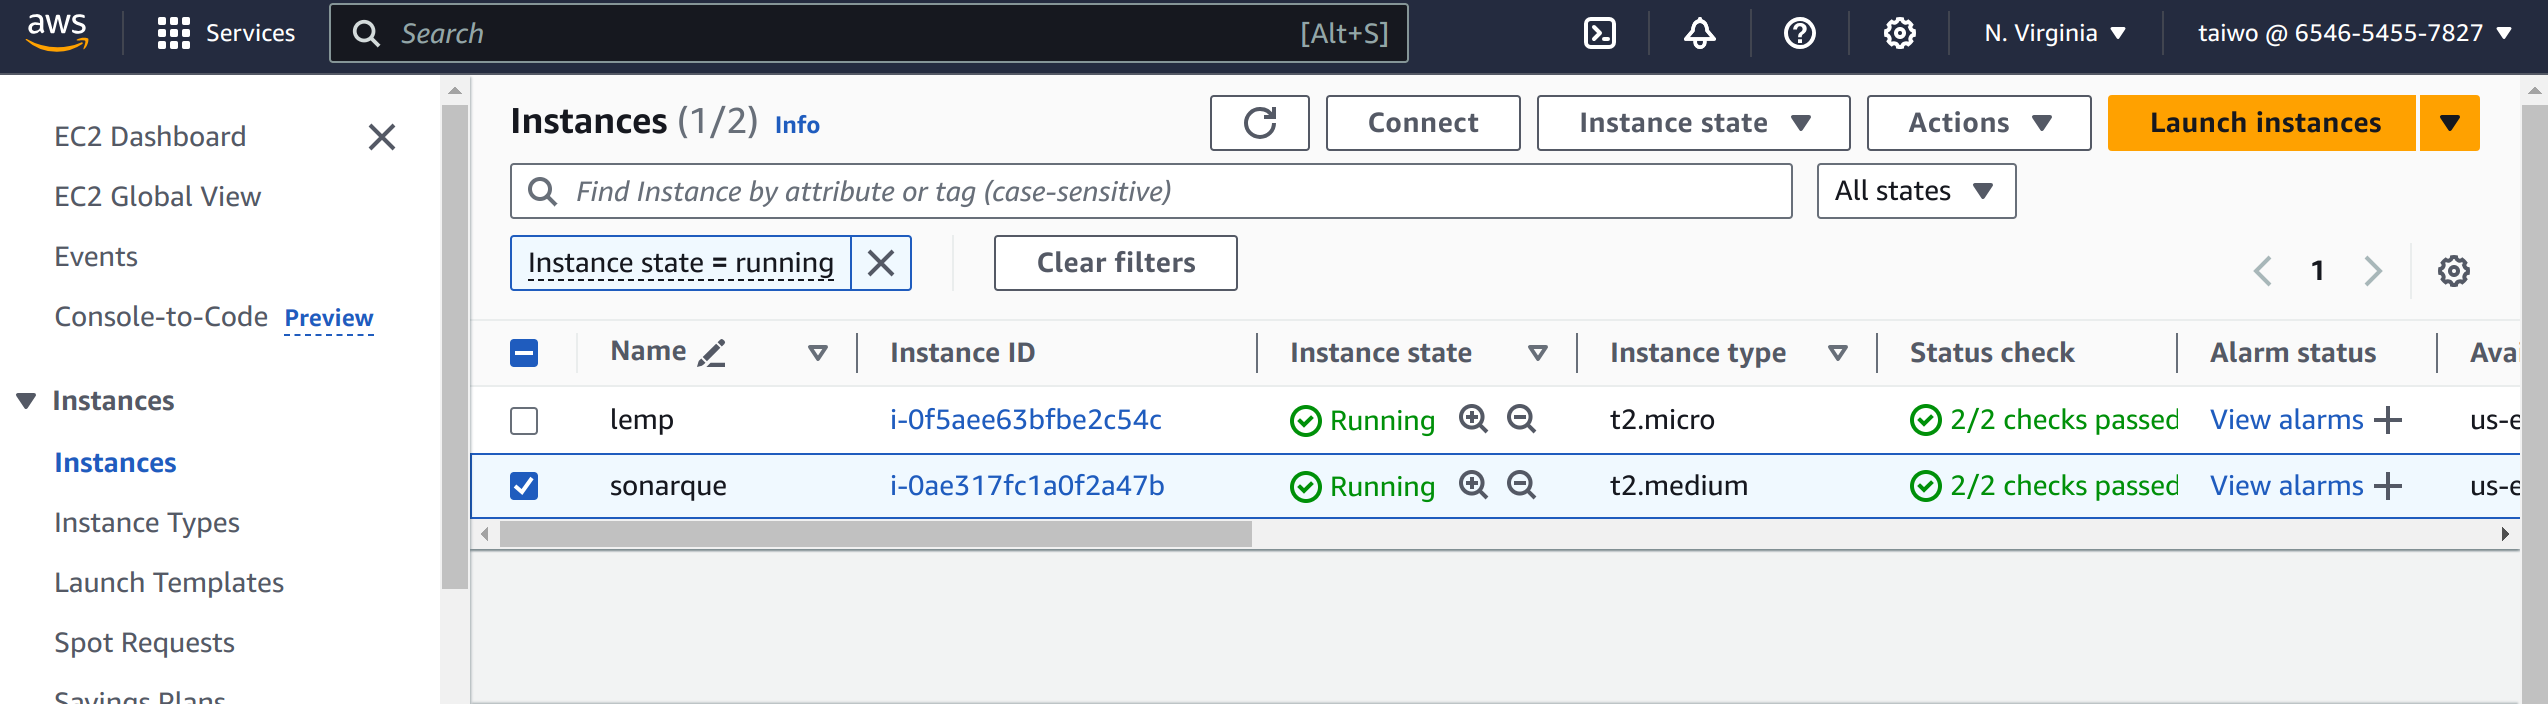 aws
Services
Search [Alt+S]
N. Virginia
taiwo @ 6546-5455-7827
EC2 Dashboard
EC2 Global View
Events
Console-to-Code Preview
Instances
Instances
Instance Types
Launch Templates
Spot Requests
Savings Plans
Instances (1/2) Info
Connect
Instance state
Actions
Launch instances
Find Instance by attribute or tag (case-sensitive)
All states
Instance state = running
Clear filters
1
Name Instance ID Instance state Instance type Status check Alarm status Ava
lemp i-0f5aee63bfbe2c54c Running t2.micro 2/2 checks passed View alarms us-e
sonarque i-0ae317fc1a0f2a47b Running t2.medium 2/2 checks passed View alarms us-e